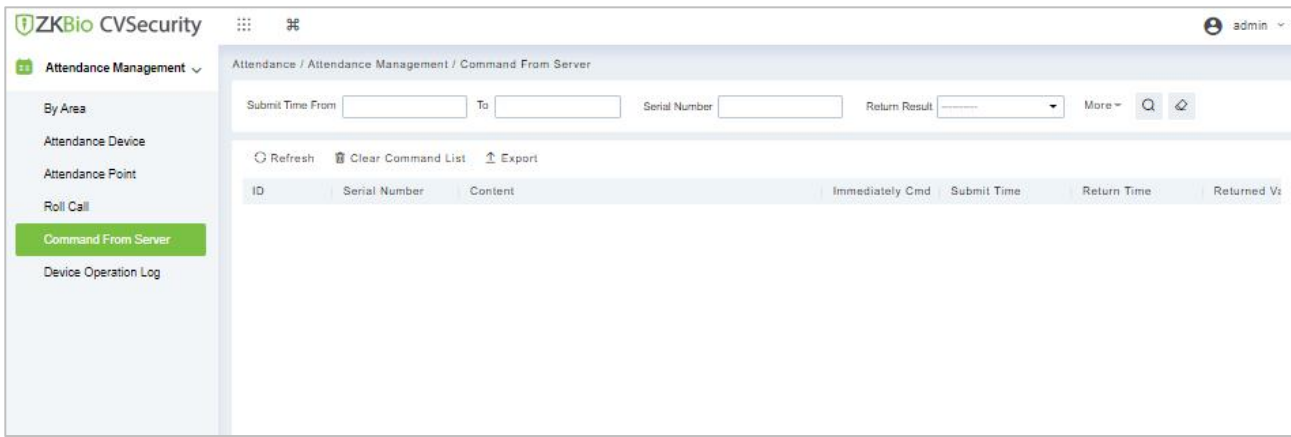 ZKBio CVSecurity
admin
Attendance Management
Attendance / Attendance Management / Command From Server
By Area
Attendance Device
Attendance Point
Roll Call
Command From Server
Device Operation Log
Submit Time From To Serial Number Return Result --------- More
Refresh Clear Command List Export
ID Serial Number Content Immediately Cmd Submit Time Return Time Returned Va